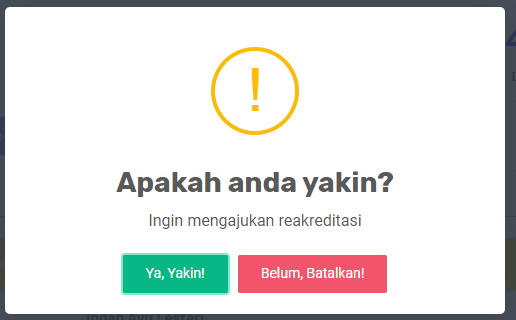 !
Apakah anda yakin?
Ingin mengajukan reakreditasi
Ya, Yakin!
Belum, Batalkan!